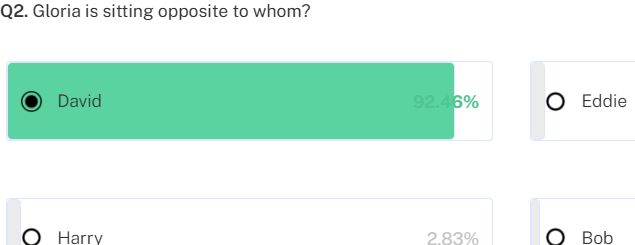 Q2. Gloria is sitting opposite to whom?
David 92.46% Eddie
Harry 2.83% Bob